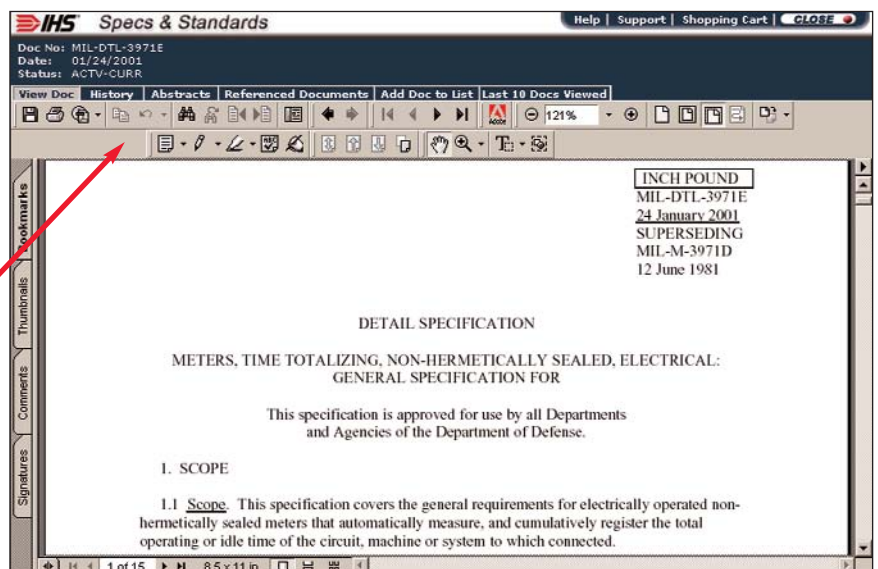 IHS Specs & Standards Help | Support | Shopping Cart | CLOSE
Doc No: MIL-DTL-3971E
Date: 01/24/2001
Status: ACTV-CURR
View Doc History Abstracts Referenced Documents Add Doc to List Last 10 Docs Viewed
Adobe 121%
Bookmarks
Thumbnails
Comments
Signatures
INCH POUND
MIL-DTL-3971E
24 January 2001
SUPERSEDING
MIL-M-3971D
12 June 1981
DETAIL SPECIFICATION
METERS, TIME TOTALIZING, NON-HERMETICALLY SEALED, ELECTRICAL:
GENERAL SPECIFICATION FOR
This specification is approved for use by all Departments
and Agencies of the Department of Defense.
1. SCOPE
1.1 Scope. This specification covers the general requirements for electrically operated non-
hermetically sealed meters that automatically measure, and cumulatively register the total
operating or idle time of the circuit, machine or system to which connected.
1 of 15 8.5 x 11 in